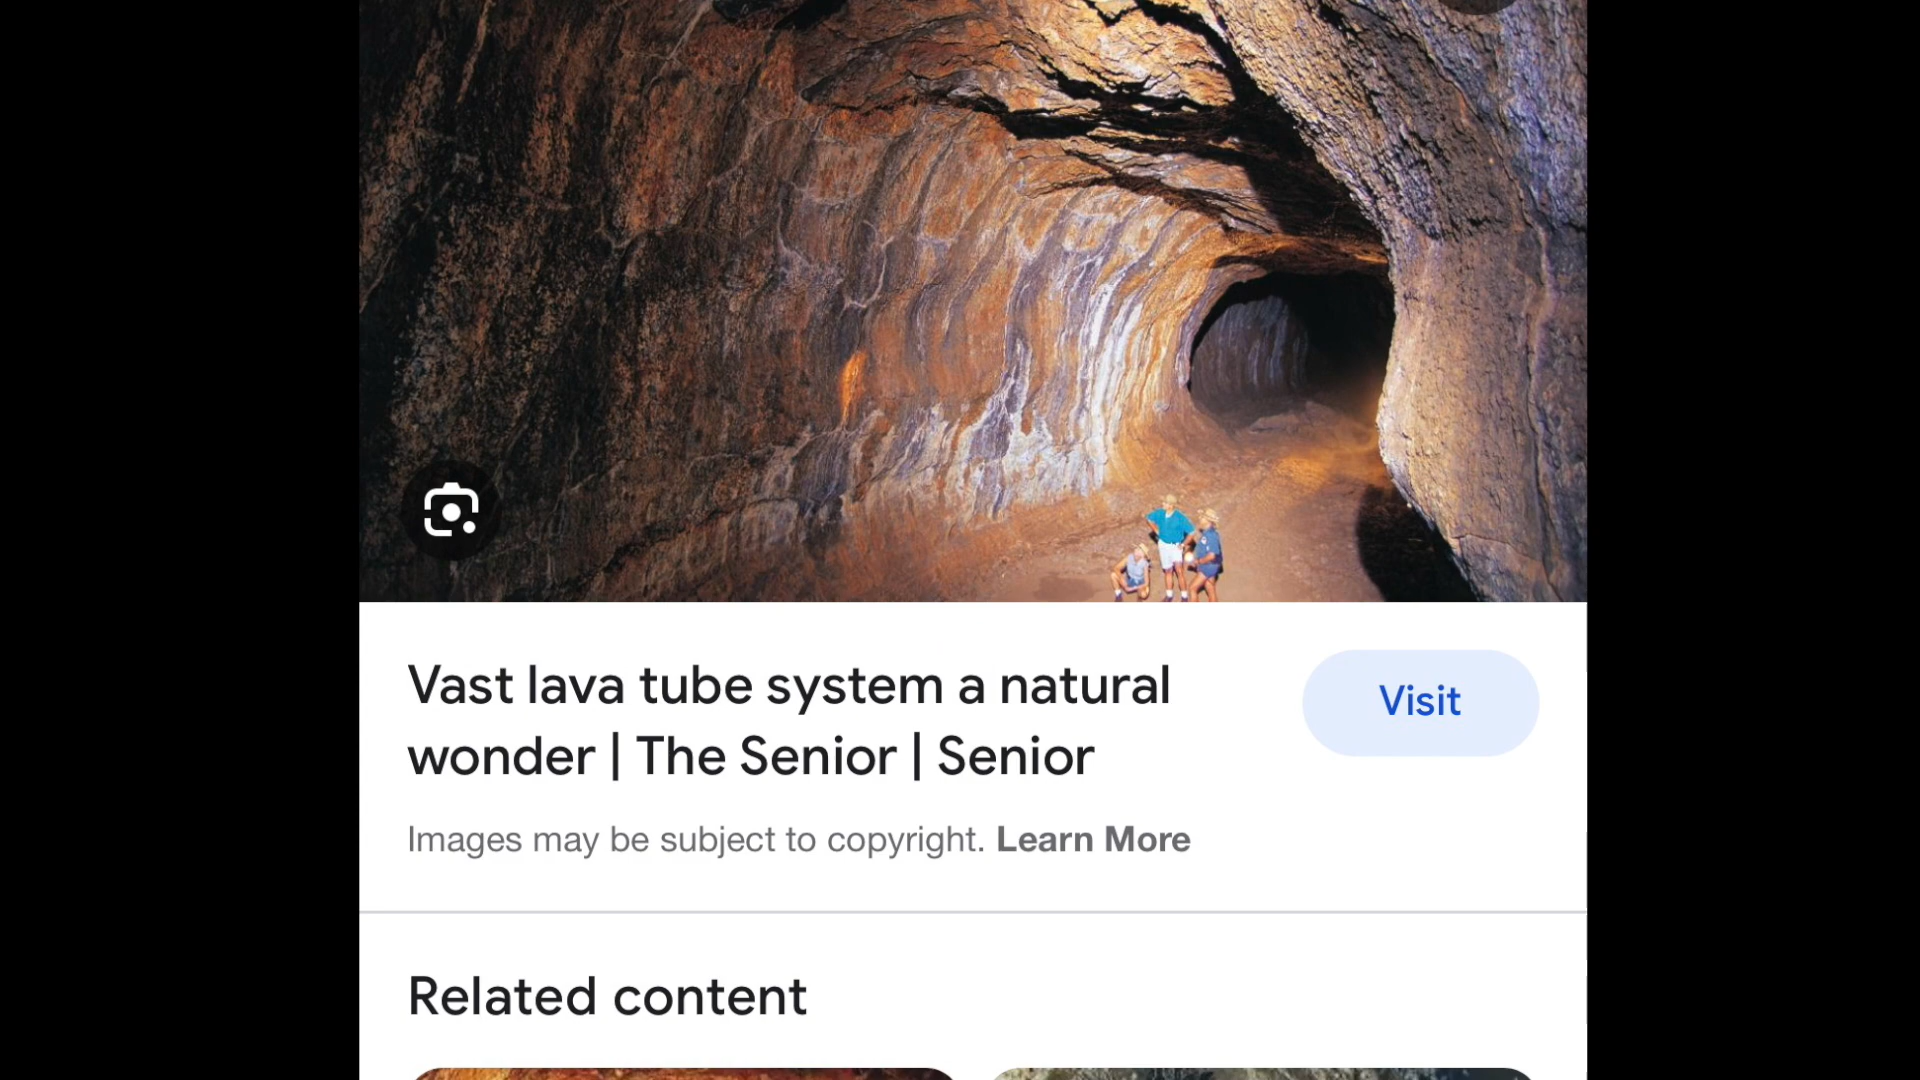 Vast lava tube system a natural
wonder | The Senior | Senior
Visit
Images may be subject to copyright. Learn More
Related content